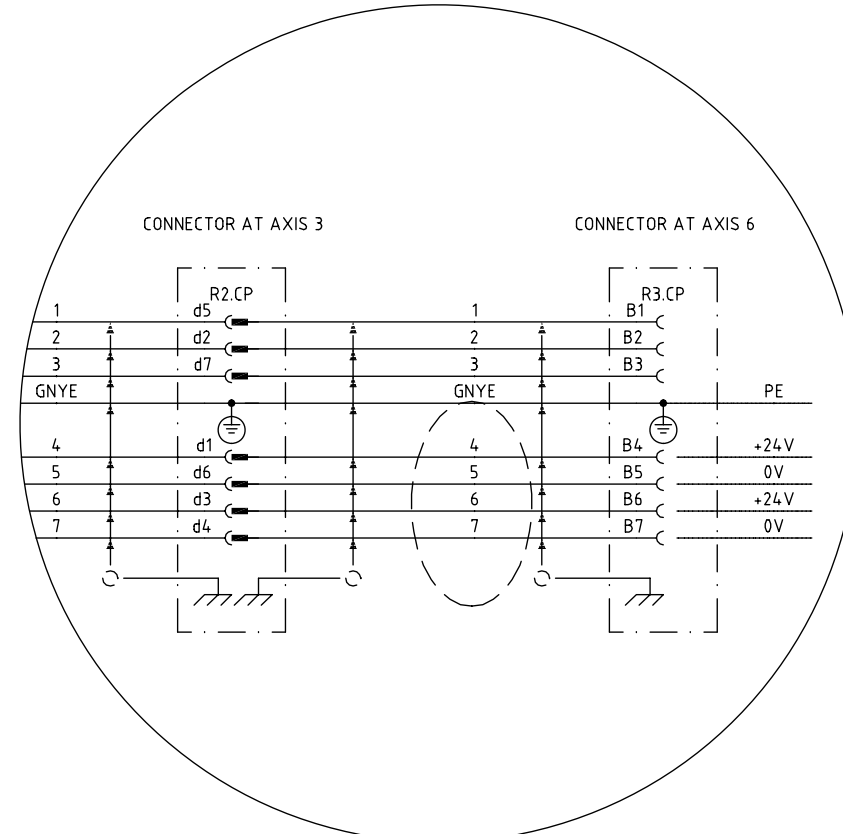 CONNECTOR AT AXIS 3 CONNECTOR AT AXIS 6
R2.CP R3.CP
1 d5 1 B1
2 d2 2 B2
3 d7 3 B3
GNYE GNYE PE
4 d1 4 B4 +24V
5 d6 5 B5 0V
6 d3 6 B6 +24V
7 d4 7 B7 0V